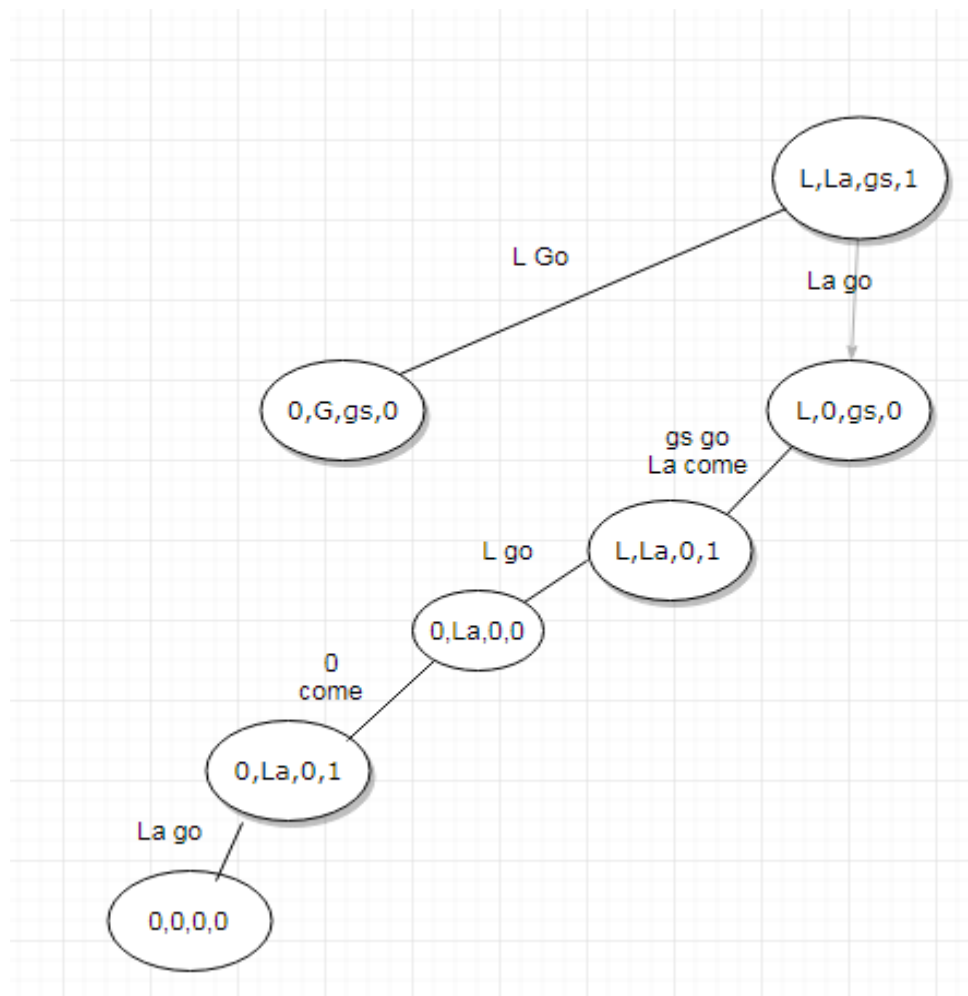 L,La,gs,1
L Go
La go
0,G,gs,0
L,0,gs,0
gs go
La come
L go
L,La,0,1
0,La,0,0
0
come
0,La,0,1
La go
0,0,0,0